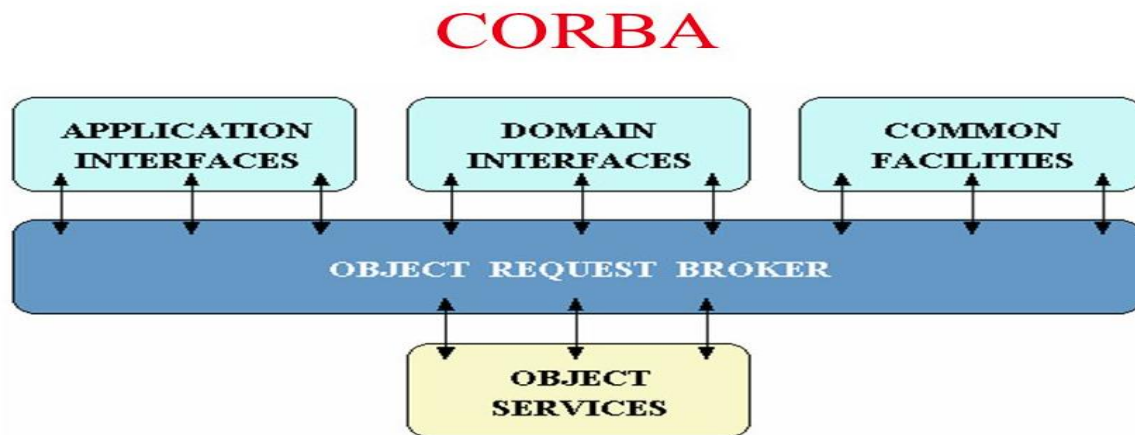 CORBA
APPLICATION
INTERFACES
DOMAIN
INTERFACES
COMMON
FACILITIES
OBJECT REQUEST BROKER
OBJECT
SERVICES